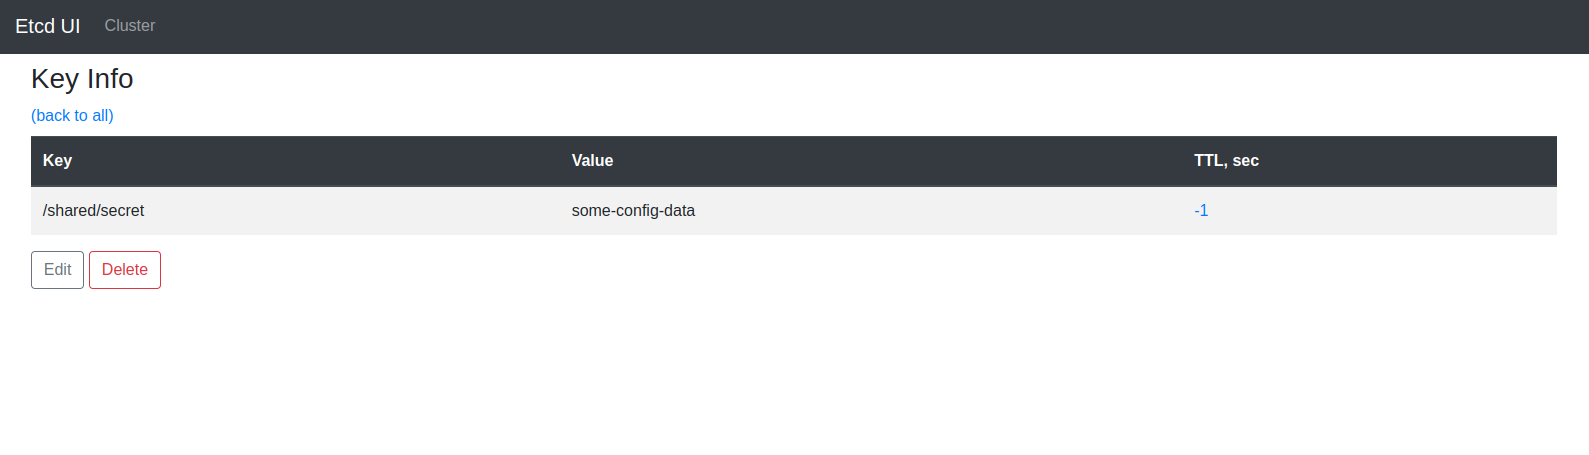 Etcd UI Cluster
Key Info
(back to all)
Key Value TTL, sec
/shared/secret some-config-data -1
Edit Delete